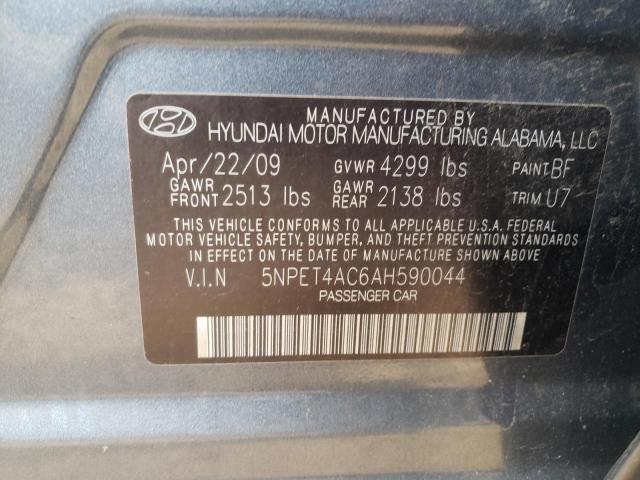 MANUFACTURED BY
HYUNDAI MOTOR MANUFACTURING ALABAMA, LLC
Apr/22/09 GVWR 4299 lbs PAINT BF
GAWR FRONT 2513 lbs GAWR REAR 2138 lbs TRIM U7
THIS VEHICLE CONFORMS TO ALL APPLICABLE U.S.A. FEDERAL
MOTOR VEHICLE SAFETY, BUMPER, AND THEFT PREVENTION
STANDARDS IN EFFECT ON THE DATE OF MANUFACTURE SHOWN ABOVE.
V.I.N 5NPET4AC6AH590044
PASSENGER CAR